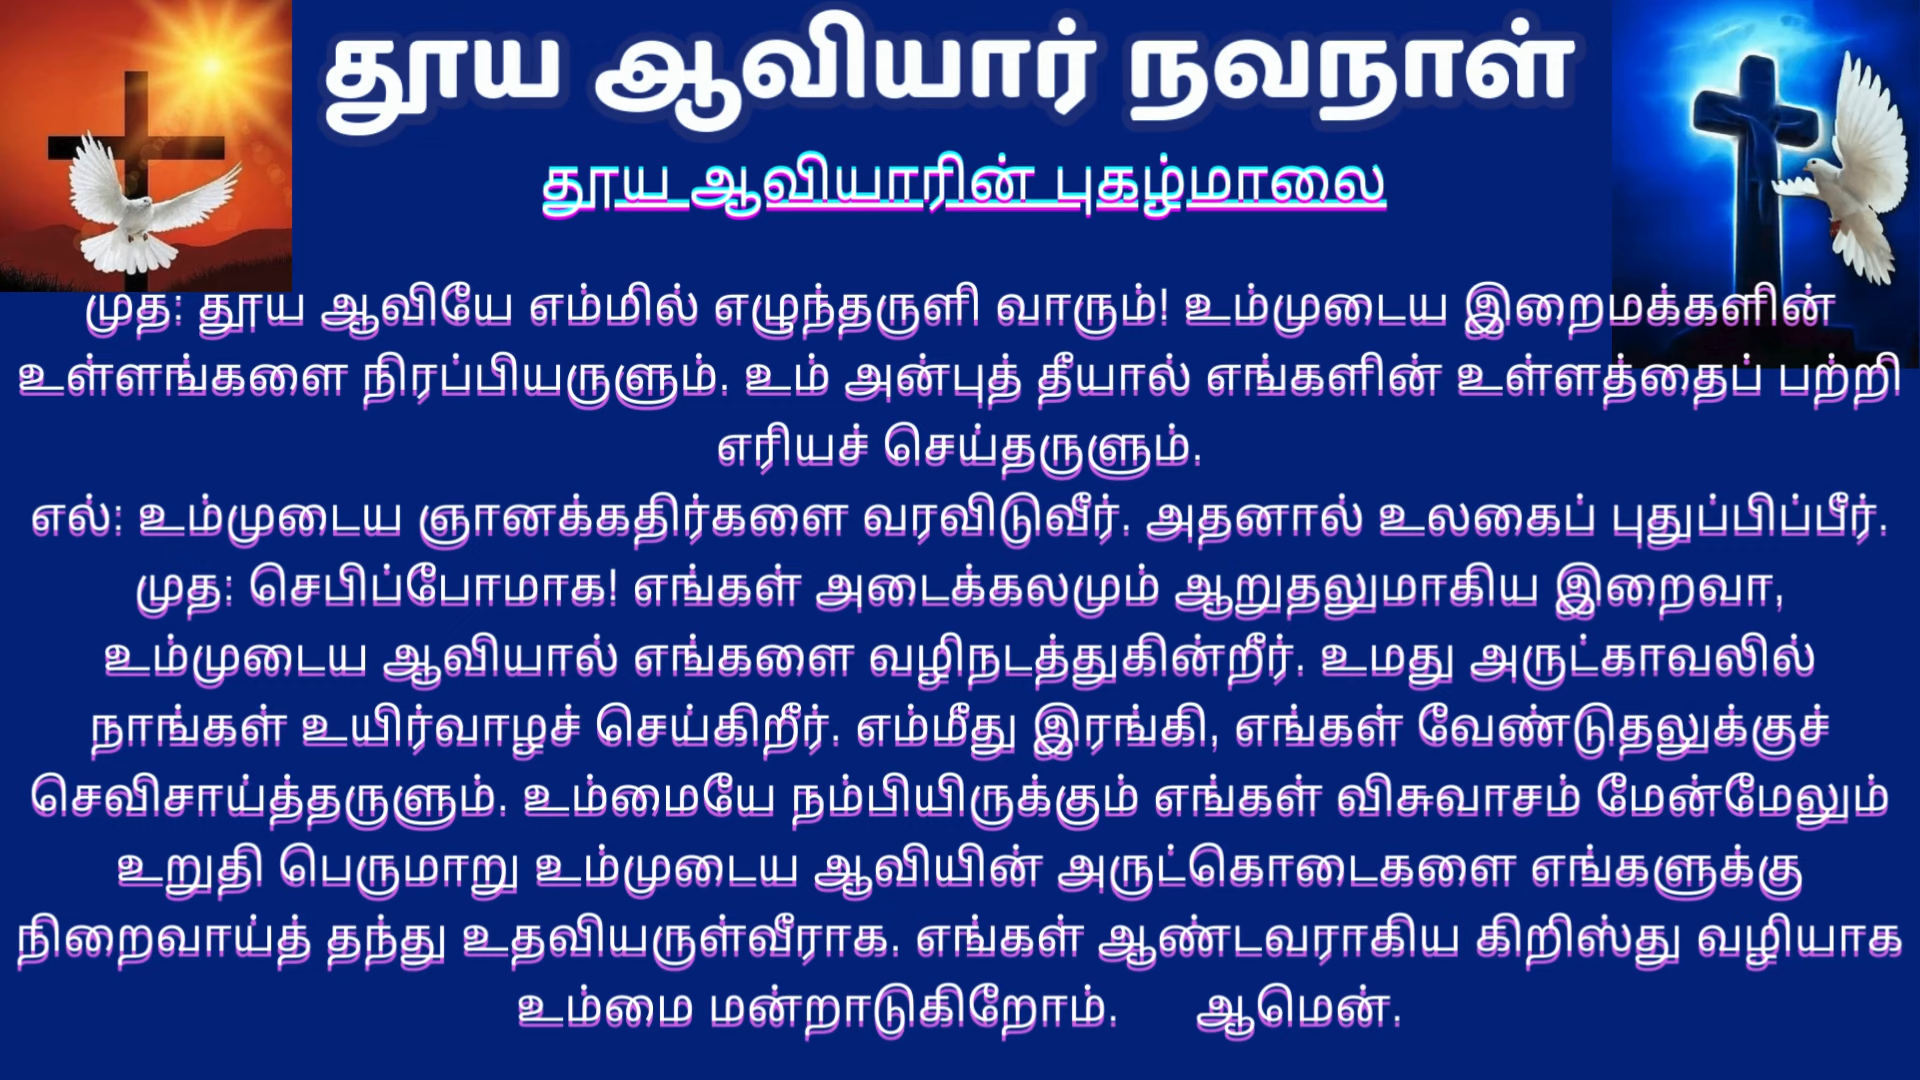 தூய ஆவியார் நவநாள்
தூய ஆவியாரின் புகழ்மாலை
முத: தூய ஆவியே எம்மில் எழுந்தருளி வாரும்! உம்முடைய இறைமக்களின்
உள்ளங்களை நிரப்பியருளும். உம் அன்புத் தீயால் எங்களின் உள்ளத்தைப் பற்றி
எரியச் செய்தருளும்.
எல்: உம்முடைய ஞானக்கதிர்களை வரவிடுவீர். அதனால் உலகைப் புதுப்பிப்பீர்.
முத: செபிப்போமாக! எங்கள் அடைக்கலமும் ஆறுதலுமாகிய இறைவா,
உம்முடைய ஆவியால் எங்களை வழிநடத்துகின்றீர். உமது அருட்காவலில்
நாங்கள் உயிர்வாழச் செய்கிறீர். எம்மீது இரங்கி, எங்கள் வேண்டுதலுக்குச்
செவிசாய்த்தருளும். உம்மையே நம்பியிருக்கும் எங்கள் விசுவாசம் மேன்மேலும்
உறுதி பெருமாறு உம்முடைய ஆவியின் அருட்கொடைகளை எங்களுக்கு
நிறைவாய்த் தந்து உதவியருள்வீராக. எங்கள் ஆண்டவராகிய கிறிஸ்து வழியாக
உம்மை மன்றாடுகிறோம். ஆமென்.